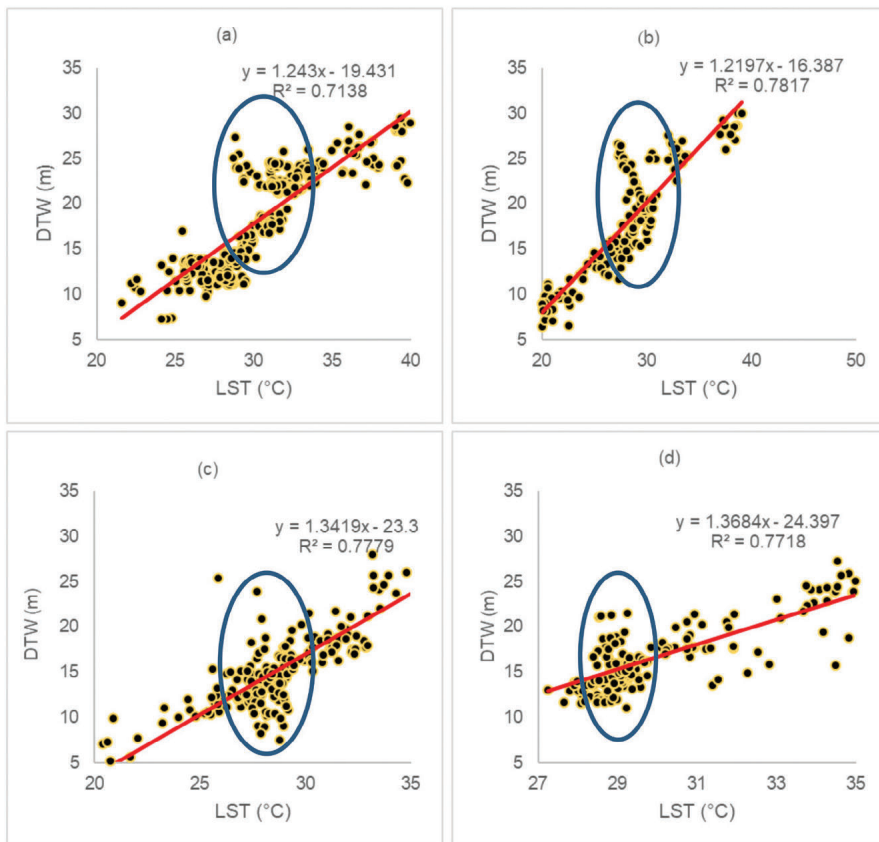 (a)
y = 1.243x - 19.431
R² = 0.7138
35
30
25
20
15
10
5
DTW (m)
20
25
30
35
40
LST (°C)
(b)
y = 1.2197x - 16.387
R² = 0.7817
35
30
25
20
15
10
5
DTW (m)
20
30
40
50
LST (°C)
(c)
y = 1.3419x - 23.3
R² = 0.7779
35
30
25
20
15
10
5
DTW (m)
20
25
30
35
LST (°C)
(d)
y = 1.3684x - 24.397
R² = 0.7718
35
30
25
20
15
10
5
DTW (m)
27
29
31
33
35
LST (°C)